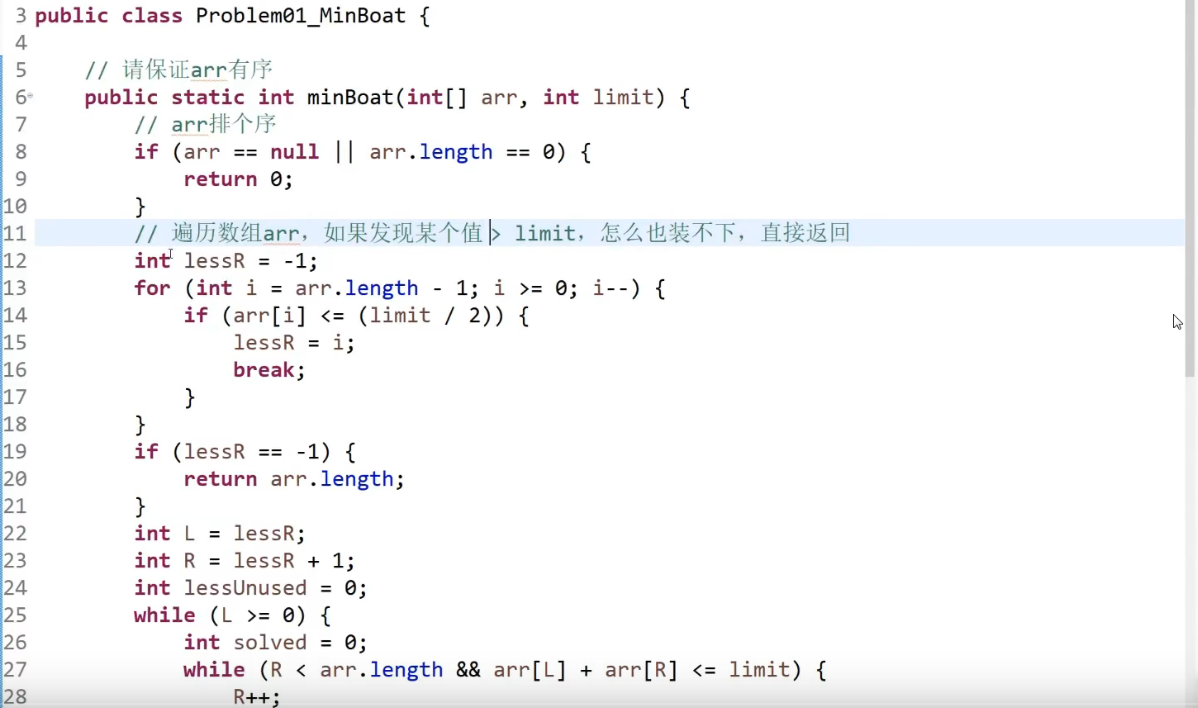 3 public class Problem01_MinBoat {
4
5     // 请保证arr有序
6     public static int minBoat(int[] arr, int limit) {
7         // arr排个序
8         if (arr == null || arr.length == 0) {
9             return 0;
10         }
11         // 遍历数组arr，如果发现某个值 > limit，怎么也装不下，直接返回
12         int lessR = -1;
13         for (int i = arr.length - 1; i >= 0; i--) {
14             if (arr[i] <= (limit / 2)) {
15                 lessR = i;
16                 break;
17             }
18         }
19         if (lessR == -1) {
20             return arr.length;
21         }
22         int L = lessR;
23         int R = lessR + 1;
24         int lessUnused = 0;
25         while (L >= 0) {
26             int solved = 0;
27             while (R < arr.length && arr[L] + arr[R] <= limit) {
28                 R++;